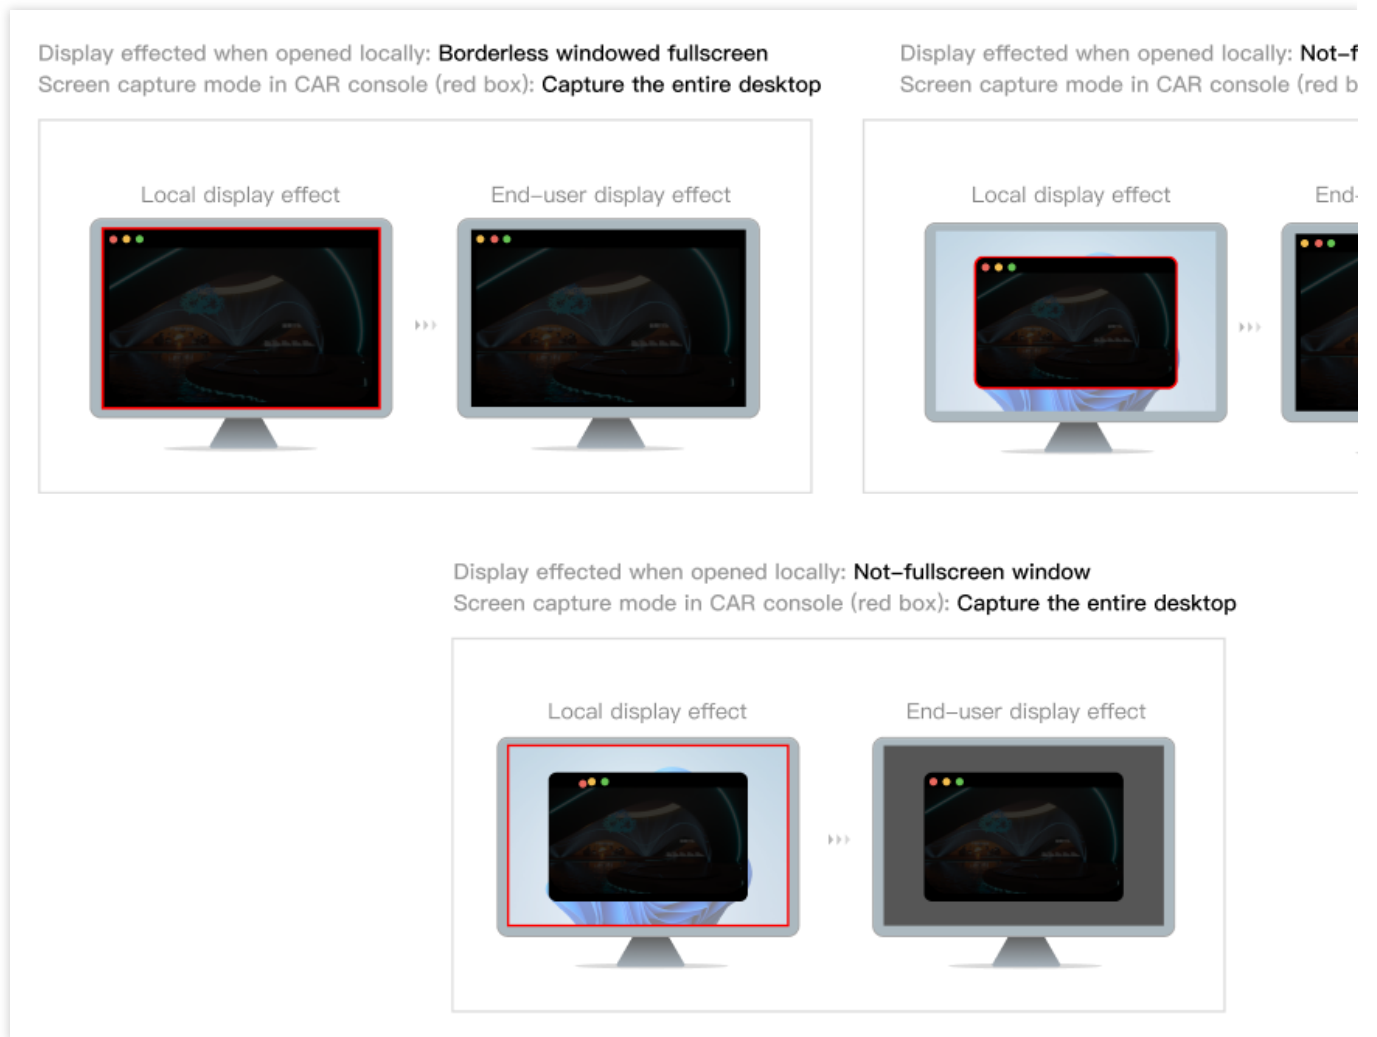 Display effected when opened locally: Borderless windowed fullscreen
Screen capture mode in CAR console (red box): Capture the entire desktop
Local display effect
End-user display effect
Display effected when opened locally: Not-f
Screen capture mode in CAR console (red b
Local display effect
End-
Display effected when opened locally: Not-fullscreen window
Screen capture mode in CAR console (red box): Capture the entire desktop
Local display effect
End-user display effect